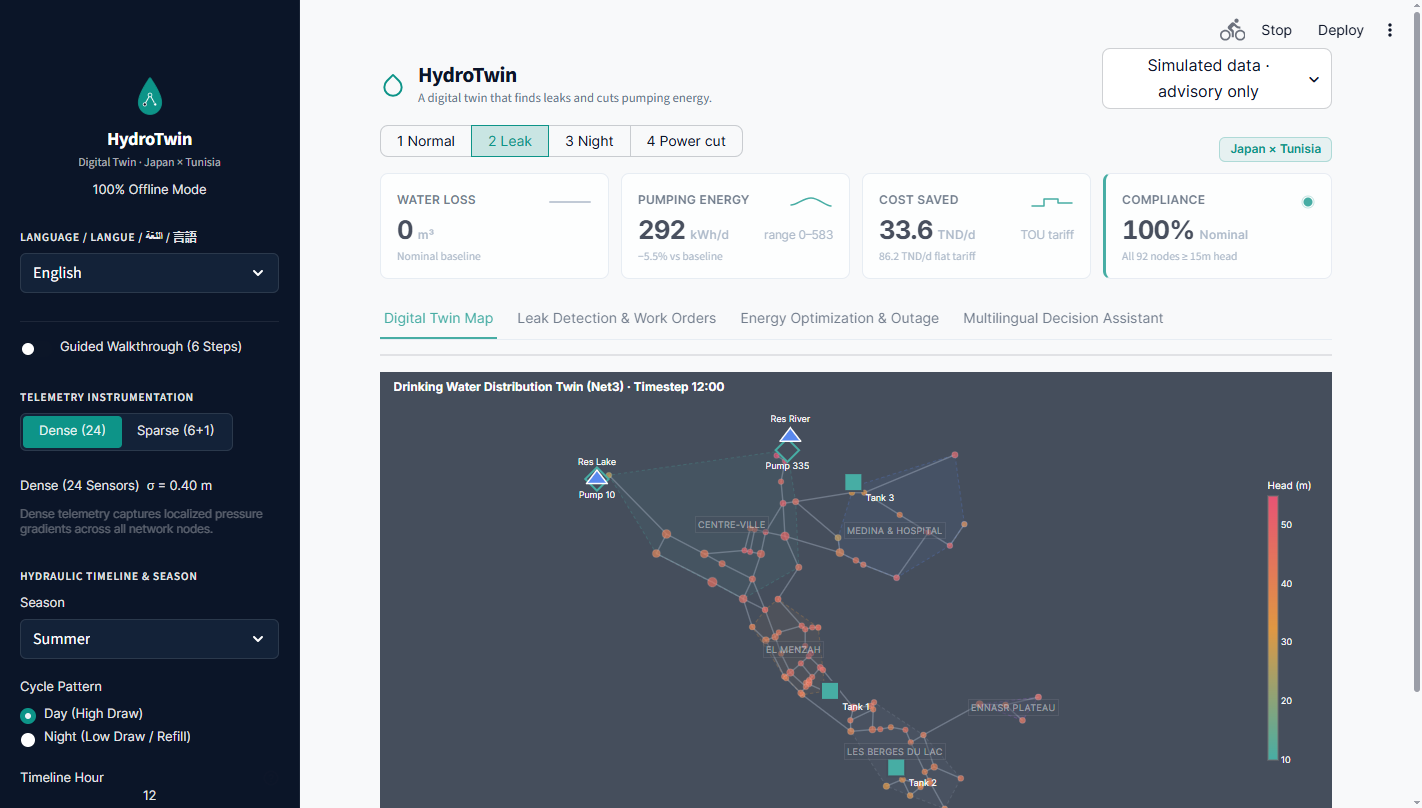 Stop
Deploy
HydroTwin
Digital Twin · Japan × Tunisia
100% Offline Mode
LANGUAGE / LANGUE / اللغة / 言語
English
Guided Walkthrough (6 Steps)
TELEMETRY INSTRUMENTATION
Dense (24)
Sparse (6+1)
Dense (24 Sensors) σ = 0.40 m
Dense telemetry captures localized pressure
gradients across all network nodes.
HYDRAULIC TIMELINE & SEASON
Season
Summer
Cycle Pattern
Day (High Draw)
Night (Low Draw / Refill)
Timeline Hour
12
HydroTwin
A digital twin that finds leaks and cuts pumping energy.
Simulated data ·
advisory only
1 Normal
2 Leak
3 Night
4 Power cut
Japan × Tunisia
WATER LOSS
0 m³
Nominal baseline
PUMPING ENERGY
292 kWh/d
range 0–583
−5.5% vs baseline
COST SAVED
33.6 TND/d
TOU tariff
86.2 TND/d flat tariff
COMPLIANCE
100% Nominal
All 92 nodes ≥ 15m head
Digital Twin Map
Leak Detection & Work Orders
Energy Optimization & Outage
Multilingual Decision Assistant
Drinking Water Distribution Twin (Net3) · Timestep 12:00
Res River
Pump 335
Res Lake
Pump 10
Tank 3
CENTRE-VILLE
MEDINA & HOSPITAL
EL MENZAH
Tank 1
ENNASR PLATEAU
LES BERGES DU LAC
Tank 2
Head (m)
50
40
30
20
10